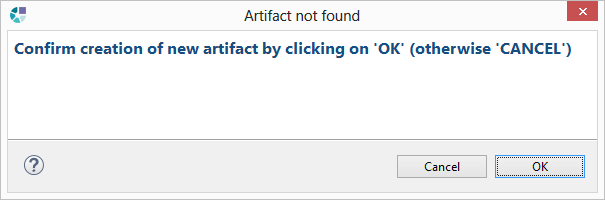 Artifact not found
Confirm creation of new artifact by clicking on 'OK' (otherwise 'CANCEL')
?
Cancel OK